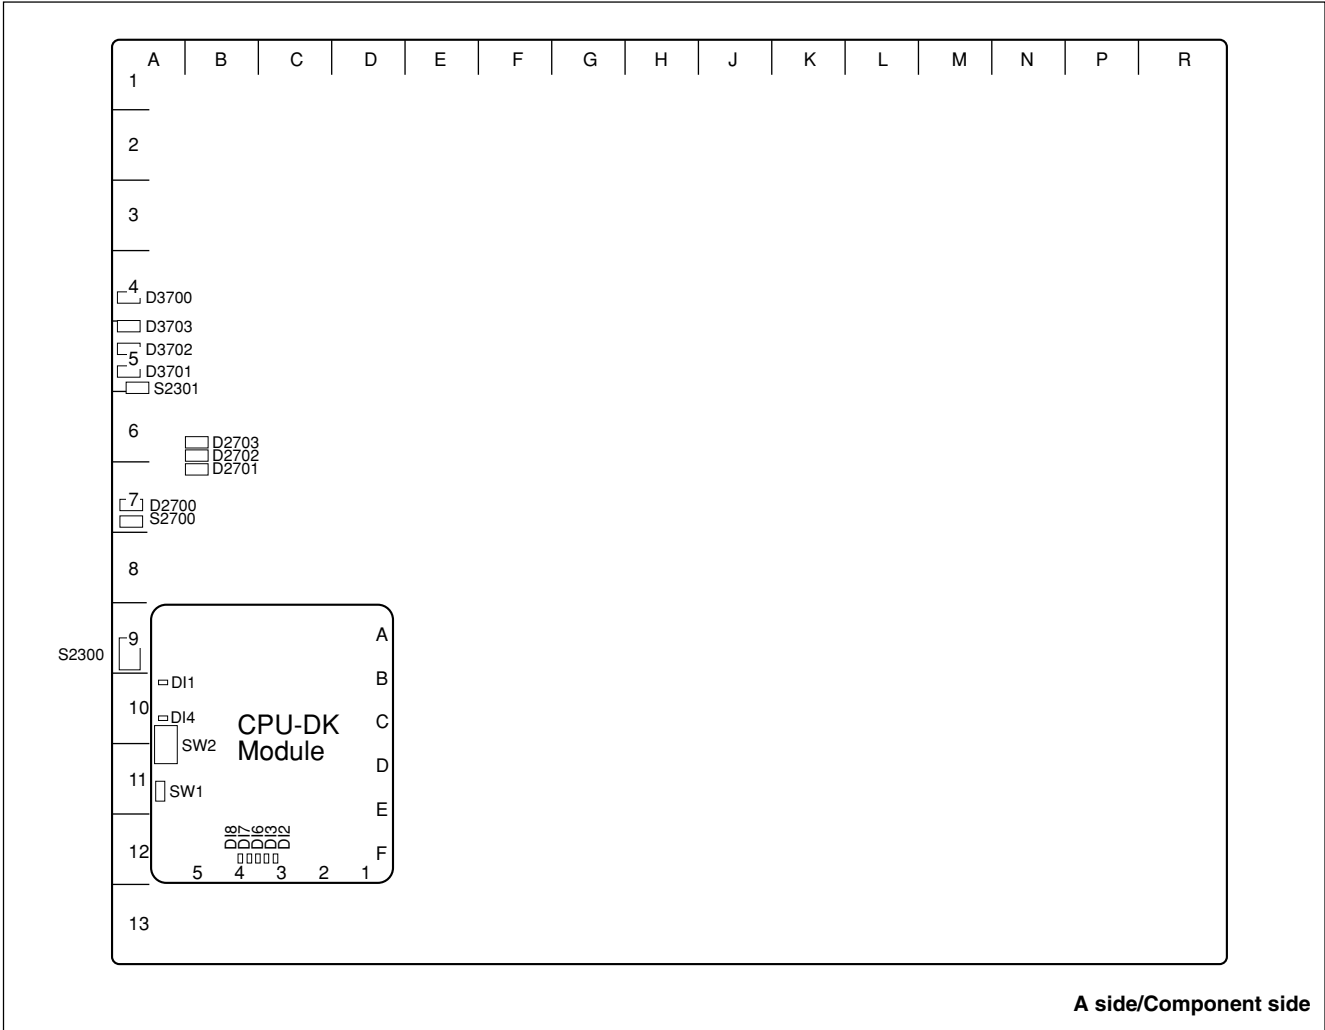 A B C D E F G H J K L M N P R
1
2
3
4
D3700
D3703
D3702
5
D3701
S2301
6
D2703
D2702
D2701
7
D2700
S2700
8
9
S2300
A
DI1
B
10
DI4
C
CPU-DK
Module
SW2
D
11
SW1
E
DI8
DI7
DI6
DI3
DI2
12
F
5 4 3 2 1
13
A side/Component side